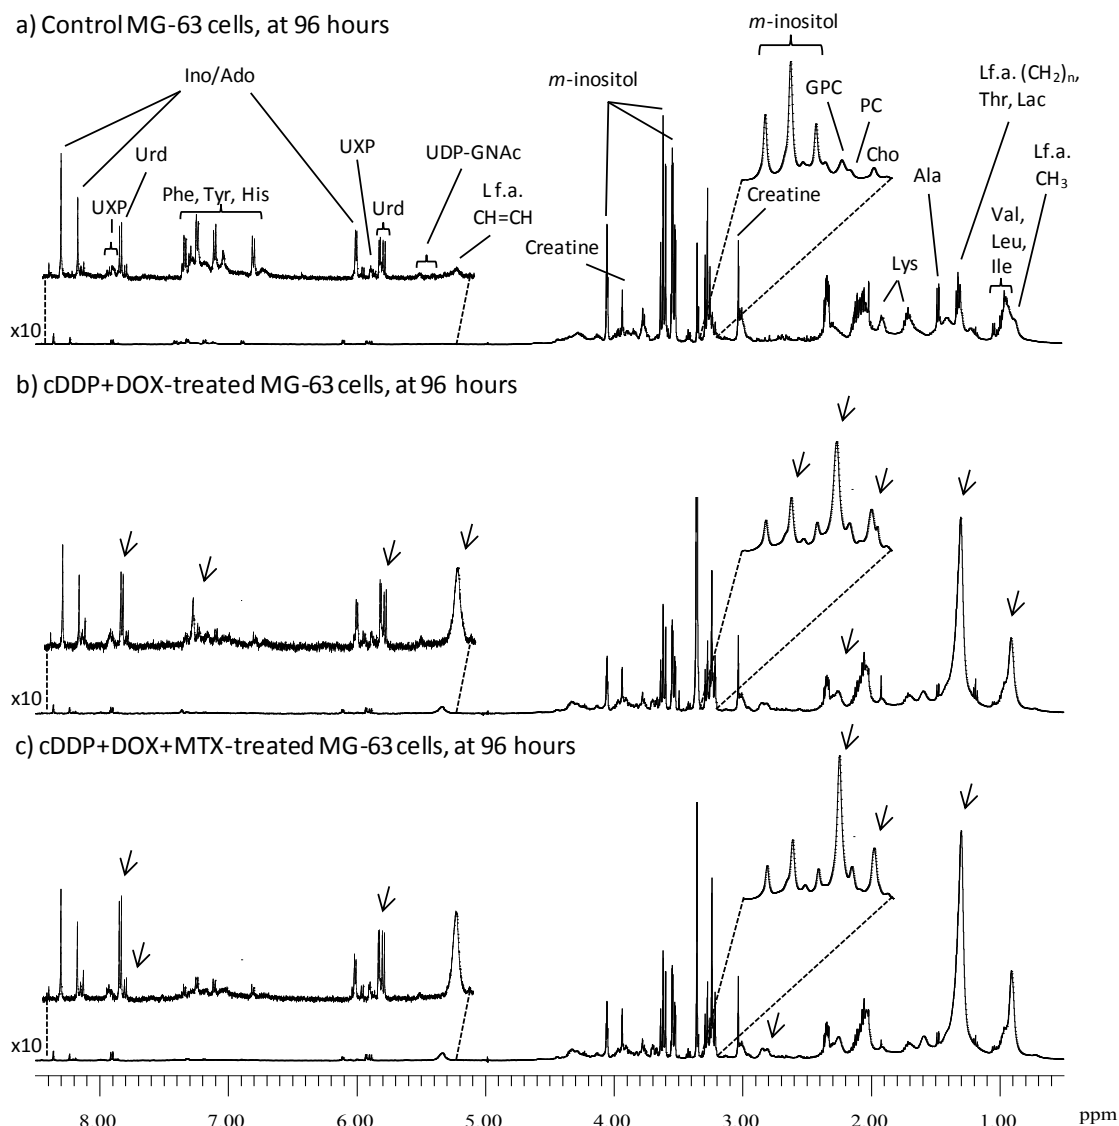 a) Control MG-63 cells, at 96 hours
m-inositol
Ino/Ado
m-inositol
GPC
PC
Lf.a. (CH2)n,
Thr, Lac
Urd
UXP
UDP-GNAc
Cho
Lf.a.
CH3
UXP
Phe, Tyr, His
Urd
Lf.a.
CH=CH
Creatine
Ala
Val,
Leu,
Ile
Creatine
Lys
x10
b) cDDP+DOX-treated MG-63 cells, at 96 hours
x10
c) cDDP+DOX+MTX-treated MG-63 cells, at 96 hours
x10
8 00 7 00 6 00 5 00 4 00 3 00 2 00 1 00 ppm